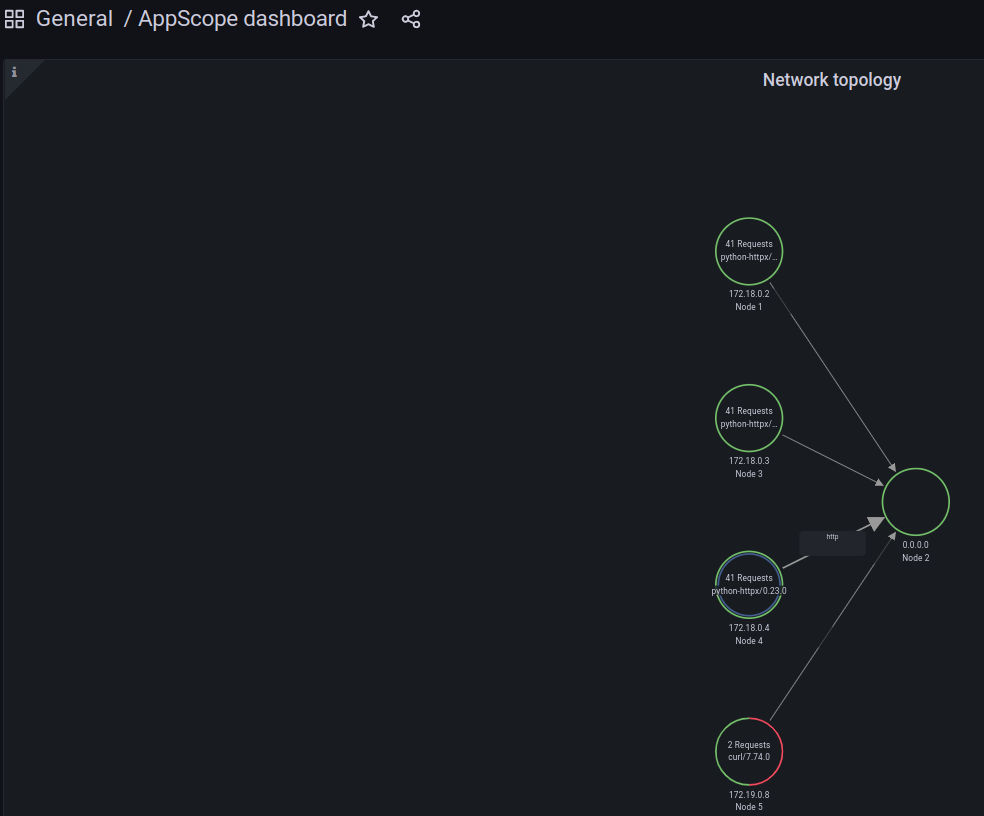 General / AppScope dashboard
i
Network topology
41 Requests
python-httpx/...
172.18.0.2
Node 1
41 Requests
python-httpx/...
172.18.0.3
Node 3
0.0.0.0
Node 2
http
41 Requests
python-httpx/0.23.0
172.18.0.4
Node 4
2 Requests
curl/7.74.0
172.19.0.8
Node 5